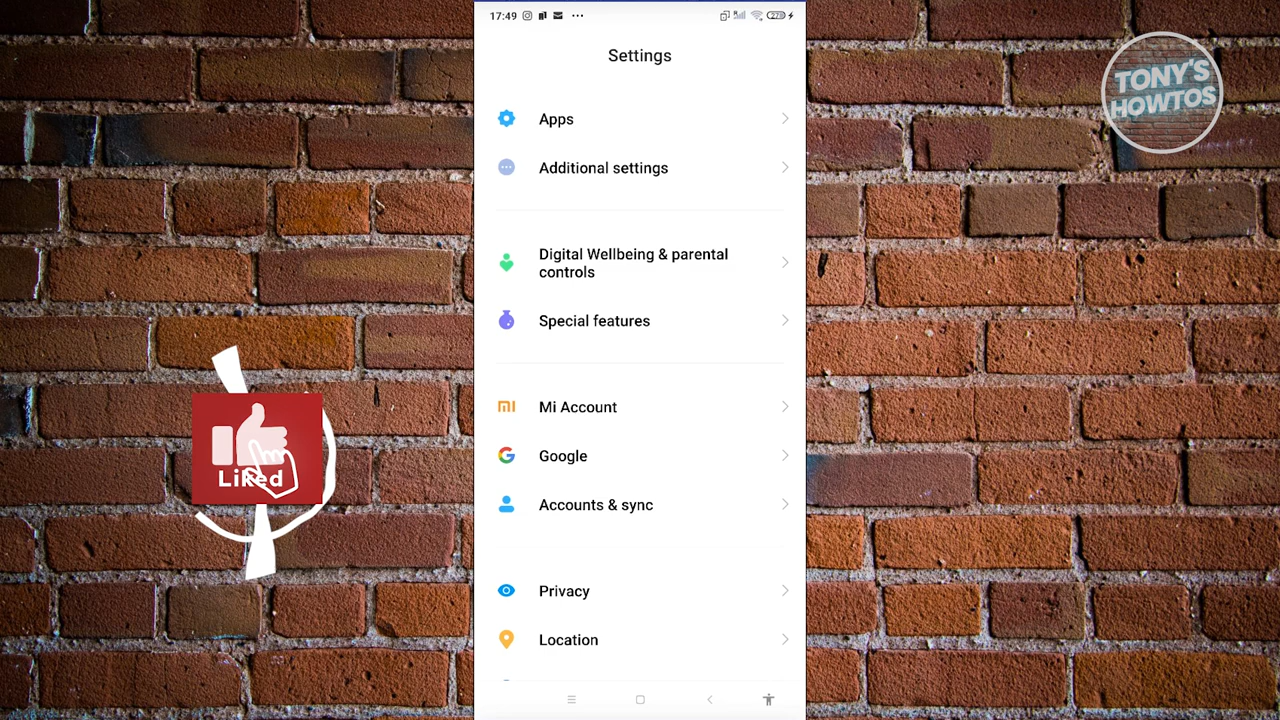 17:49
27
Settings
TONY'S
HOWTOS
Apps
Additional settings
Digital Wellbeing & parental
controls
Special features
Mi Account
Google
Liked
Accounts & sync
Privacy
Location